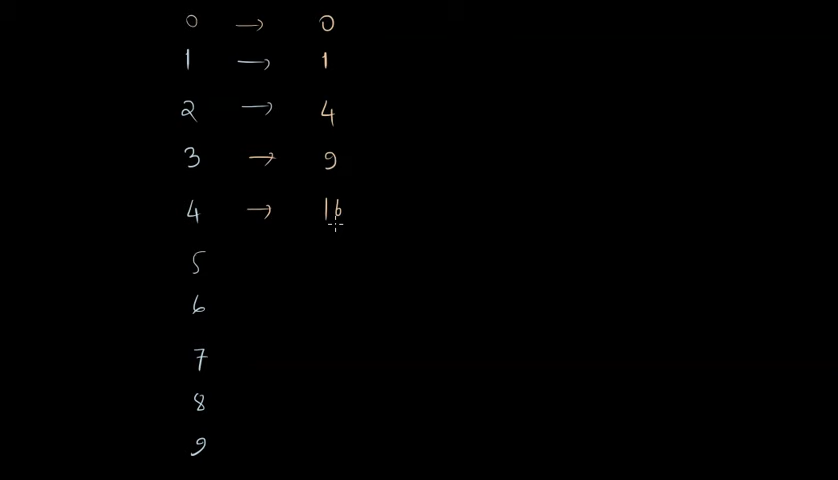 0 → 0
1 → 1
2 → 4
3 → 9
4 → 16
5
6
7
8
9